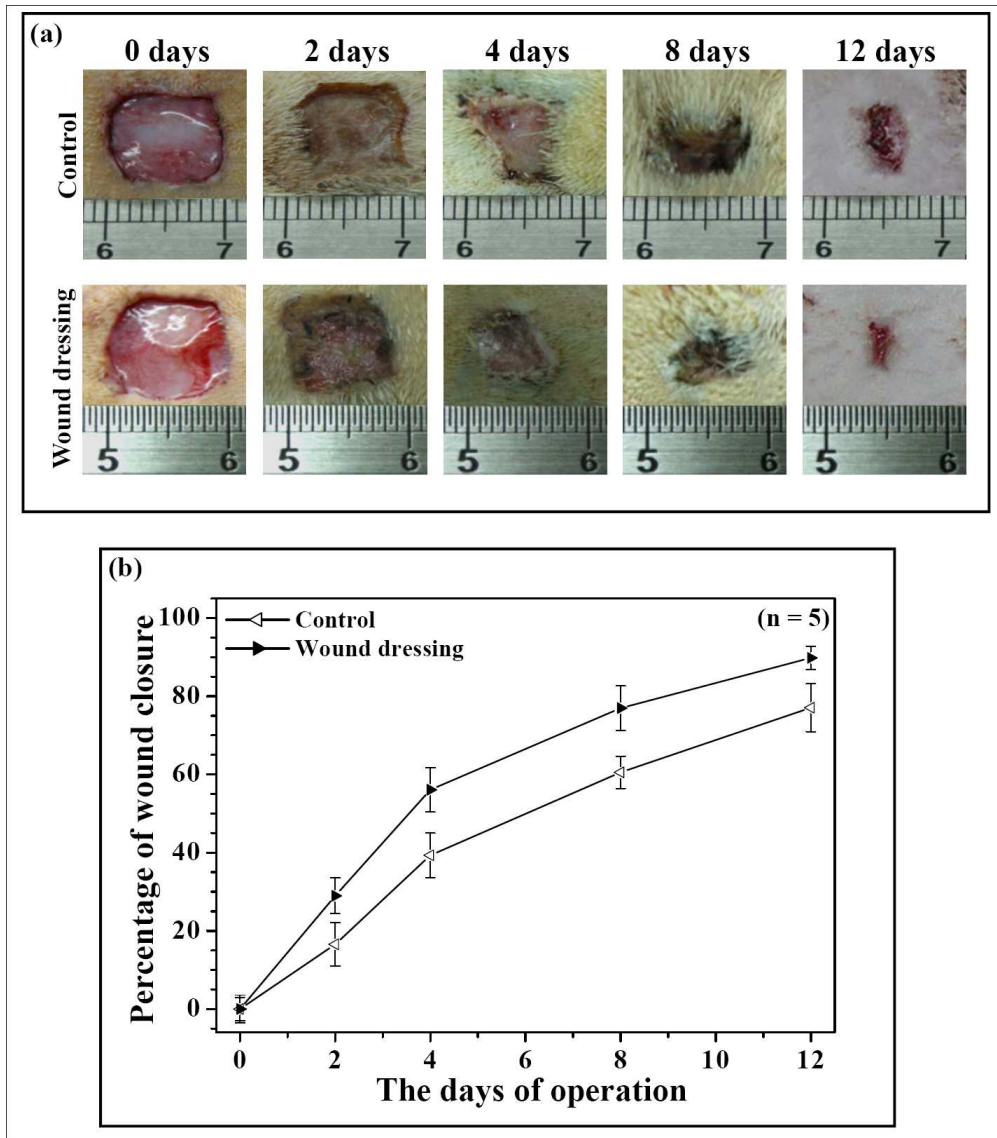 (a)
0 days 2 days 4 days 8 days 12 days
Control
6 7 6 7 4 5 6 7 6 7
Wound dressing
5 6 5 6 5 6 5 6 5 6
(b)
Control
Wound dressing
(n = 5)
Percentage of wound closure
100
80
60
40
20
0
0 2 4 6 8 10 12
The days of operation